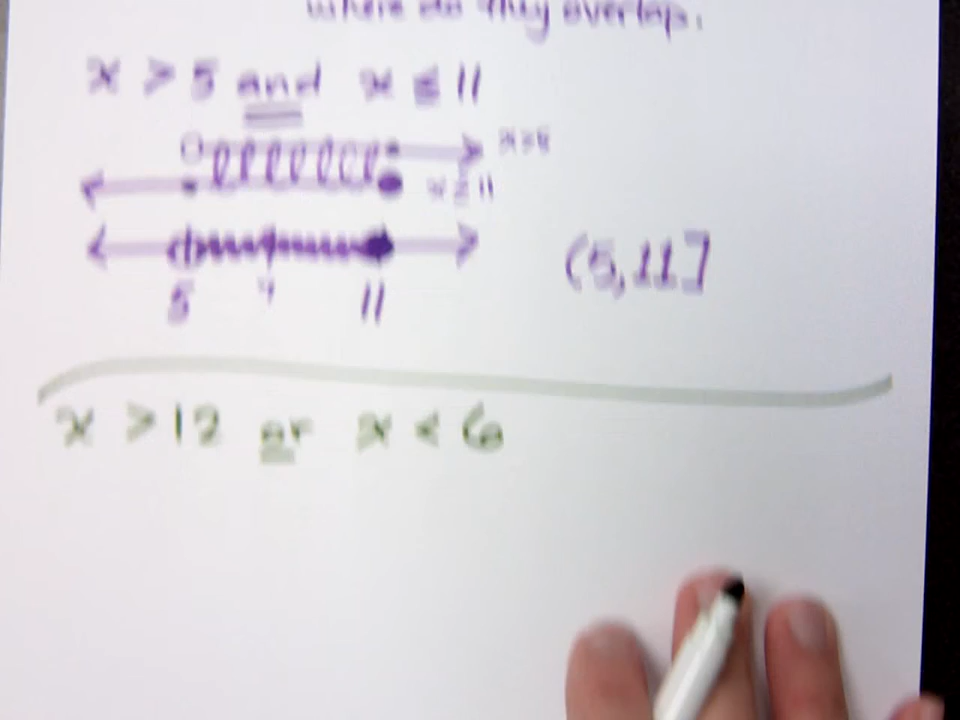 where do they overlap.
x > 5 and x ≤ 11
x>5
x ≤ 11
(5,11]
5 11
x > 12 or x < 6